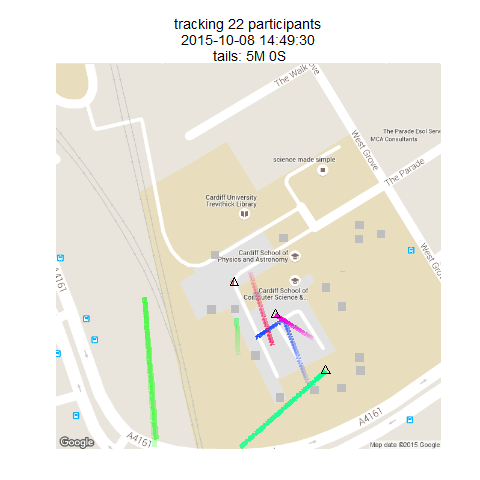 tracking 22 participants
2015-10-08 14:49:30
tails: 5M 0S
The Walk
The Parade Esol Serv
MCA Consultants
West Grove
science made simple
The Parade
Cardiff University
Trevithick Library
West Grove
Cardiff School of
Physics and Astronomy
A4161
Cardiff School of
Computer Science &...
A4161
A4161
Google
Map data ©2015 Google